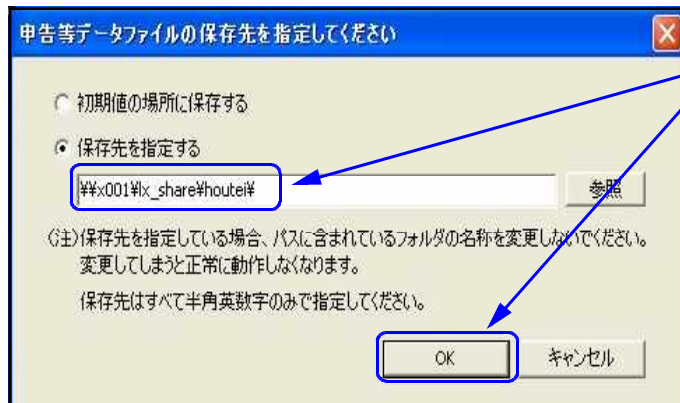 申告等データファイルの保存先を指定してください
初期値の場所に保存する
保存先を指定する
¥¥x001¥lx_share¥houtei¥
参照
(注)保存先を指定している場合、パスに含まれているフォルダの名称を変更しないでください。
変更してしまうと正常に動作しなくなります。
保存先はすべて半角英数字のみで指定してください。
OK
キャンセル